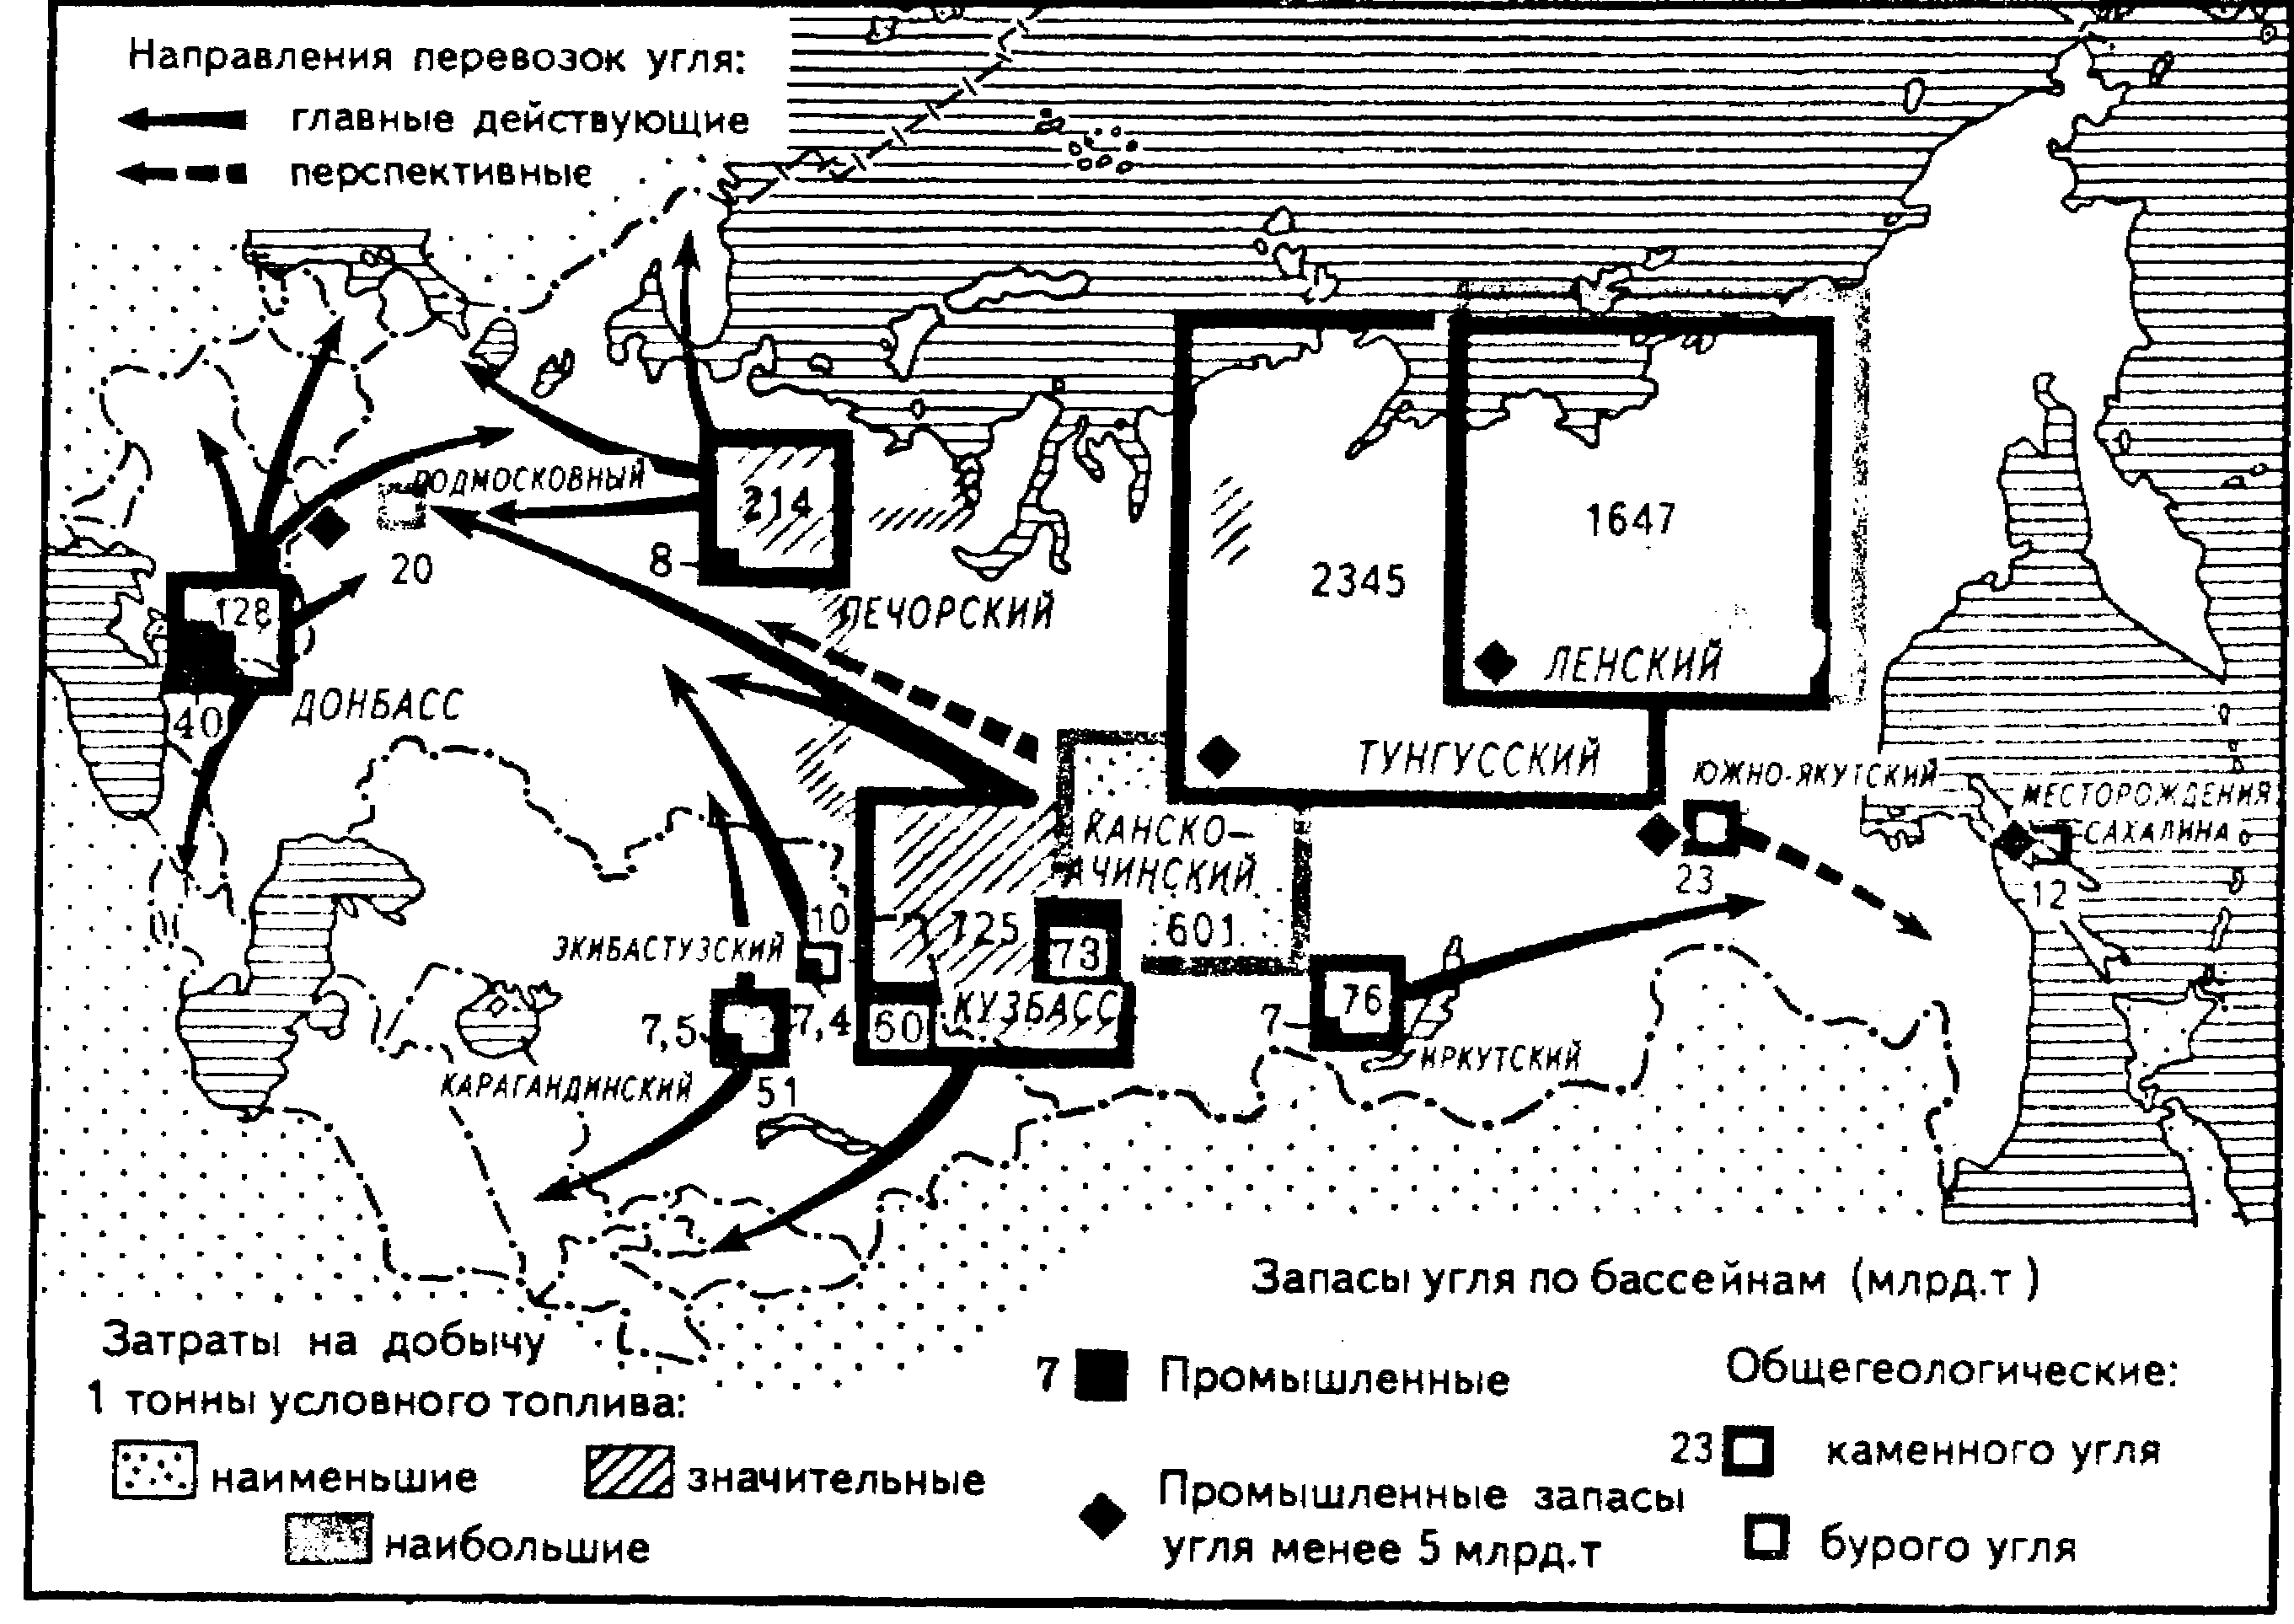 Направления перевозок угля:
главные действующие
перспективные
ПОДМОСКОВНЫЙ
20
214
8
ПЕЧОРСКИЙ
128
40
ДОНБАСС
2345
1647
ЛЕНСКИЙ
ТУНГУССКИЙ
ЮЖНО-ЯКУТСКИЙ
23
МЕСТОРОЖДЕНИЯ
САХАЛИНА
12
КАНСКО-
АЧИНСКИЙ
601
73
725
10
ЭКИБАСТУЗСКИЙ
7,4
7,5
КАРАГАНДИНСКИЙ
51
60
КУЗБАСС
76
7
ИРКУТСКИЙ
Запасы угля по бассейнам (млрд.т)
Затраты на добычу
1 тонны условного топлива:
наименьшие
значительные
наибольшие
7 Промышленные
Промышленные запасы
угля менее 5 млрд.т
Общегеологические:
23 каменного угля
бурого угля